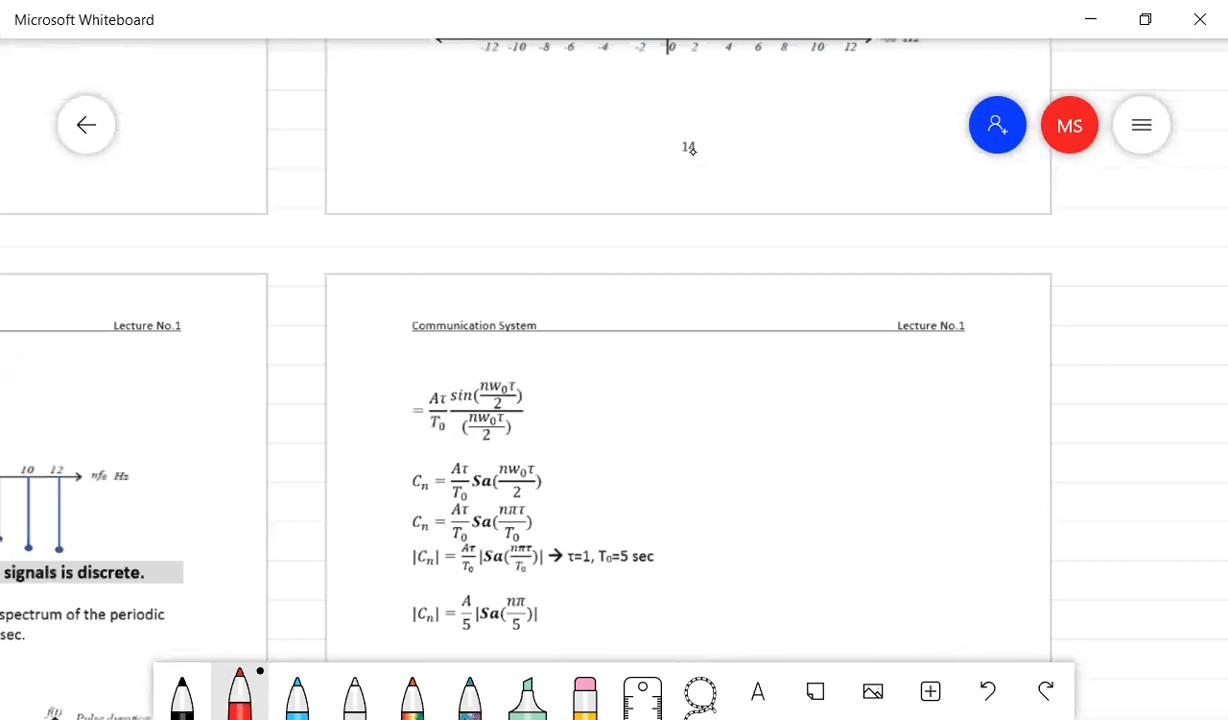 Microsoft Whiteboard
-12 -10 -8 -6 -4 -2 0 2 4 6 8 10 12
MS
14
Lecture No.1
Communication System Lecture No.1
= Aτ/T₀ sin(nw₀τ/2)/(nw₀τ/2)
Cₙ = Aτ/T₀ Sa(nw₀τ/2)
Cₙ = Aτ/T₀ Sa(nπτ/T₀)
|Cₙ| = Aτ/T₀ |Sa(nπτ/T₀)| → τ=1, T₀=5 sec
|Cₙ| = A/5 |Sa(nπ/5)|
10 12 nf₀ Hz
signals is discrete.
spectrum of the periodic
sec.
f(t) Pulse duration
A